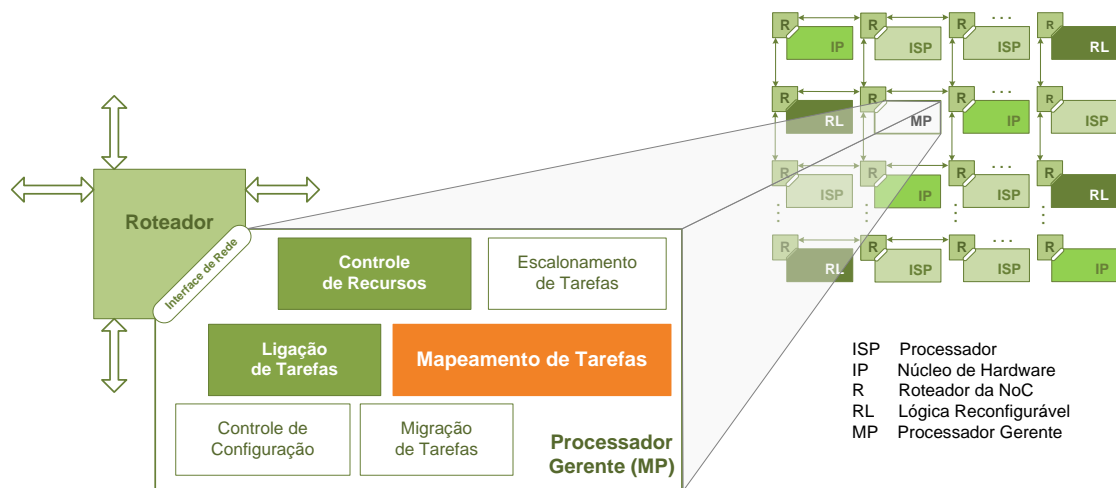 R R R ... R
IP ISP ISP RL
R R R ... R
RL MP IP ISP
R R R ... R
ISP IP ISP RL
R R R ... R
RL ISP ISP IP
Roteador
Interface de Rede
Controle
de Recursos
Escalonamento
de Tarefas
Ligação
de Tarefas
Mapeamento de Tarefas
Controle de
Configuração
Migração
de Tarefas
Processador
Gerente (MP)
ISP Processador
IP Núcleo de Hardware
R Roteador da NoC
RL Lógica Reconfigurável
MP Processador Gerente